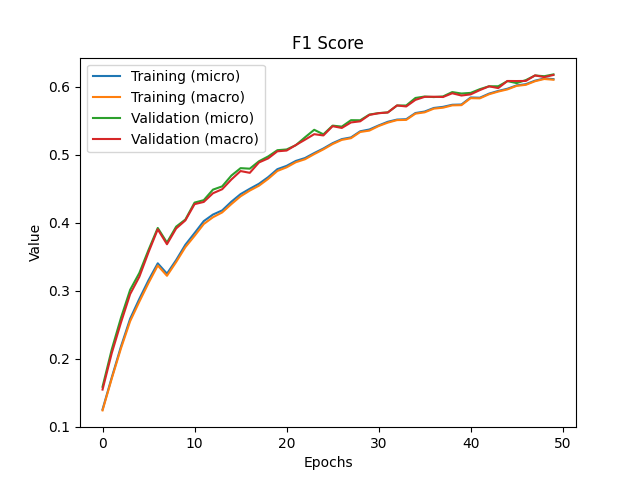 F1 Score
Training (micro)
Training (macro)
Validation (micro)
Validation (macro)
Value
0.6
0.5
0.4
0.3
0.2
0.1
0 10 20 30 40 50
Epochs